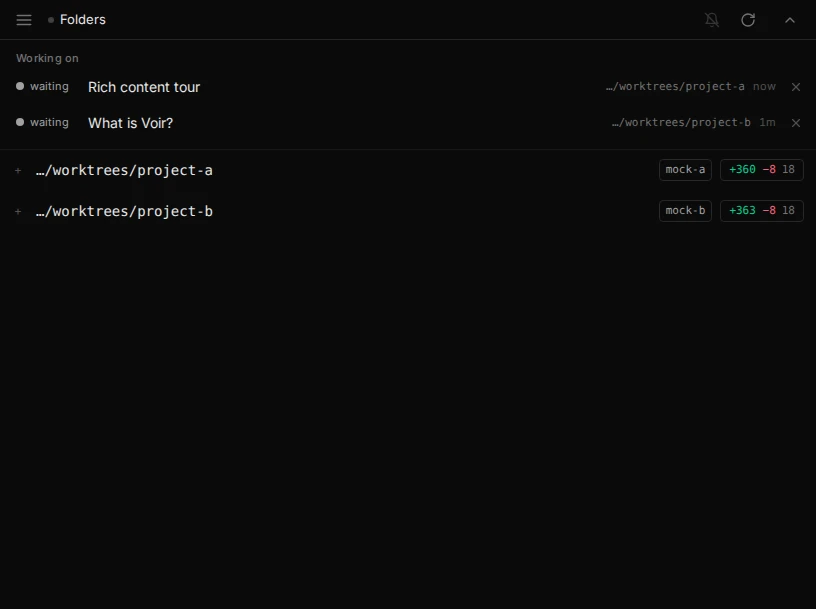 Folders
Working on
waiting Rich content tour …/worktrees/project-a now
waiting What is Voir? …/worktrees/project-b 1m
+ …/worktrees/project-a mock-a +360 −8 18
+ …/worktrees/project-b mock-b +363 −8 18